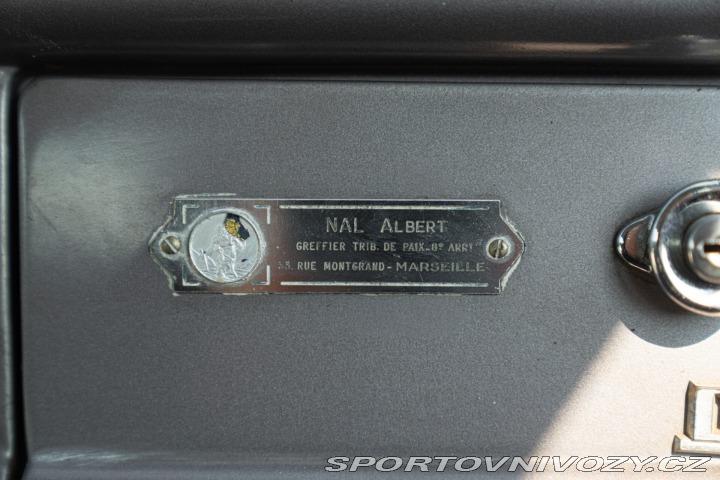 NAL ALBERT
GREFFIER TRIB. DE PAIX-8e ARRT
RUE MONTGRAND - MARSEILLE
SPORTOVNIVOZY.CZ